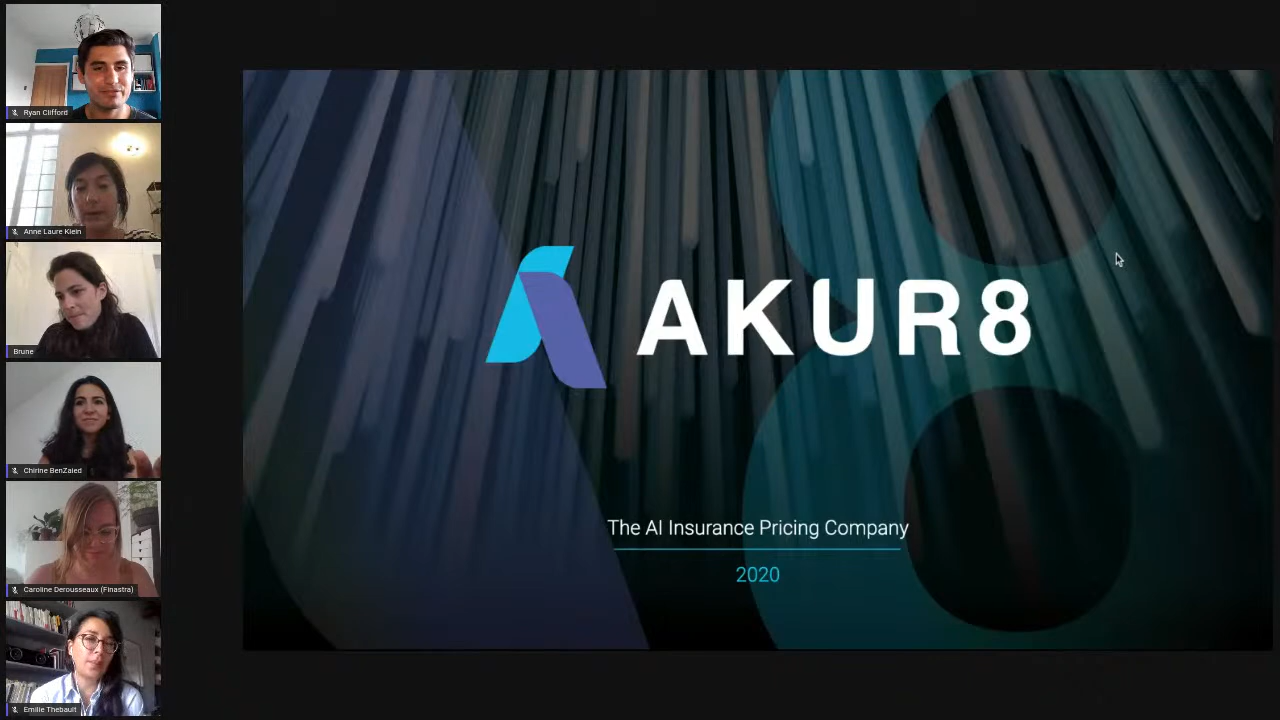 Ryan Clifford
Anne Laure Klein
Brune
Chirine BenZaied
Caroline Derousseaux (Finastra)
Emilie Thebault
AKUR8
The AI Insurance Pricing Company
2020